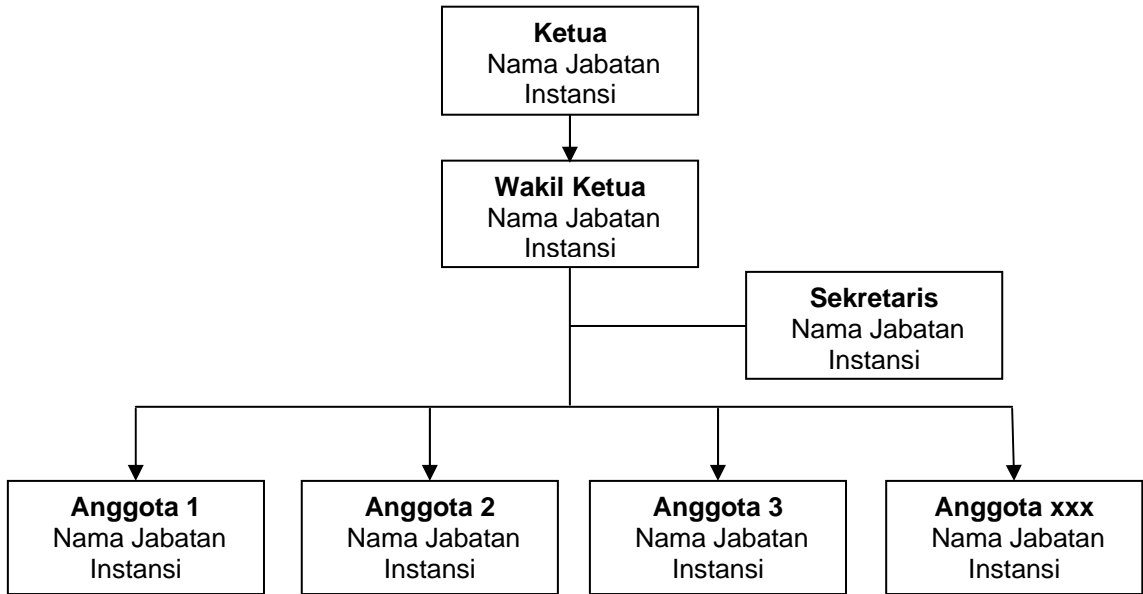 Ketua
Nama Jabatan
Instansi
Wakil Ketua
Nama Jabatan
Instansi
Sekretaris
Nama Jabatan
Instansi
Anggota 1
Nama Jabatan
Instansi
Anggota 2
Nama Jabatan
Instansi
Anggota 3
Nama Jabatan
Instansi
Anggota xxx
Nama Jabatan
Instansi